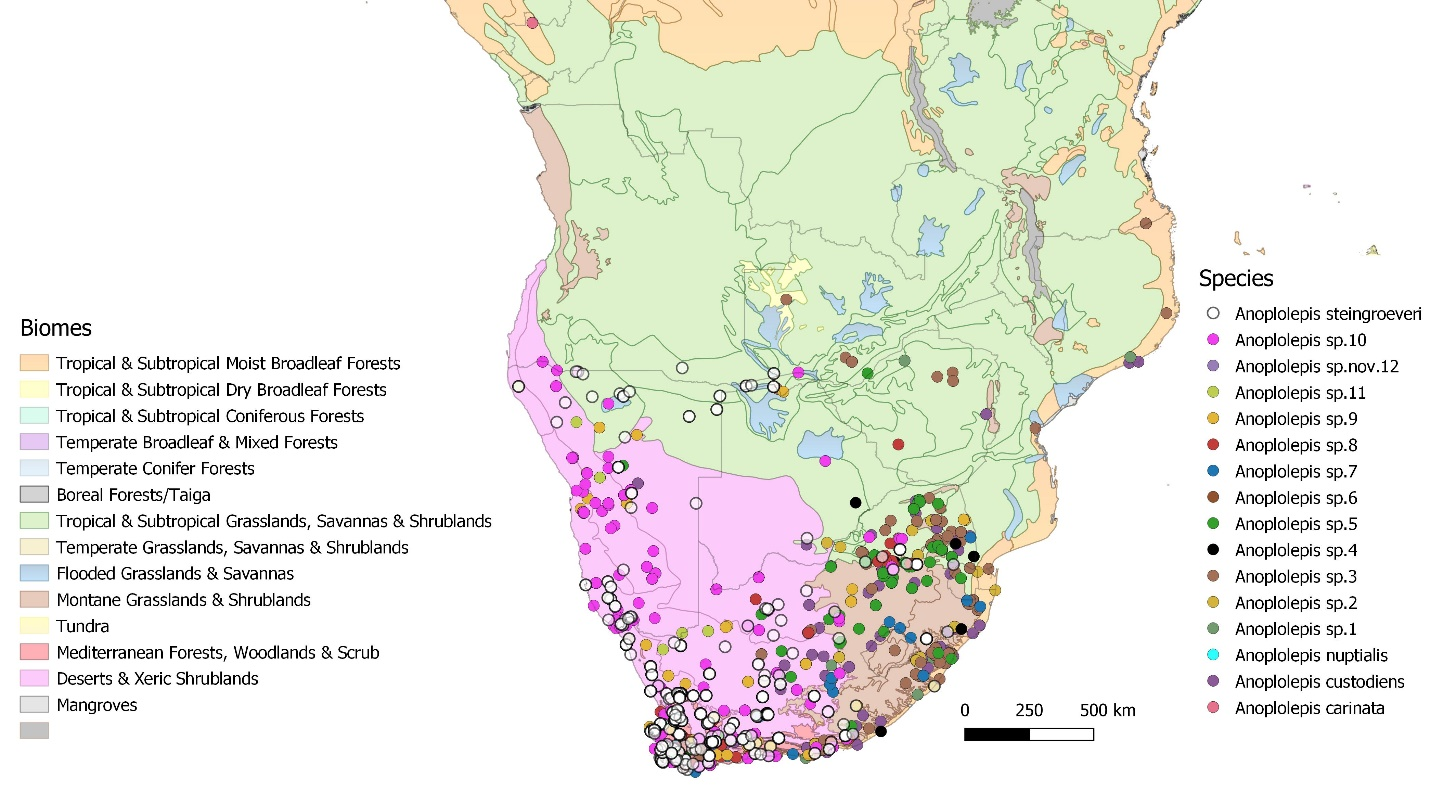 Biomes
Tropical & Subtropical Moist Broadleaf Forests
Tropical & Subtropical Dry Broadleaf Forests
Tropical & Subtropical Coniferous Forests
Temperate Broadleaf & Mixed Forests
Temperate Conifer Forests
Boreal Forests/Taiga
Tropical & Subtropical Grasslands, Savannas & Shrublands
Temperate Grasslands, Savannas & Shrublands
Flooded Grasslands & Savannas
Montane Grasslands & Shrublands
Tundra
Mediterranean Forests, Woodlands & Scrub
Deserts & Xeric Shrublands
Mangroves
Species
Anoplolepis steingroeveri
Anoplolepis sp.10
Anoplolepis sp.nov.12
Anoplolepis sp.11
Anoplolepis sp.9
Anoplolepis sp.8
Anoplolepis sp.7
Anoplolepis sp.6
Anoplolepis sp.5
Anoplolepis sp.4
Anoplolepis sp.3
Anoplolepis sp.2
Anoplolepis sp.1
Anoplolepis nuptialis
Anoplolepis custodiens
Anoplolepis carinata
0 250 500 km